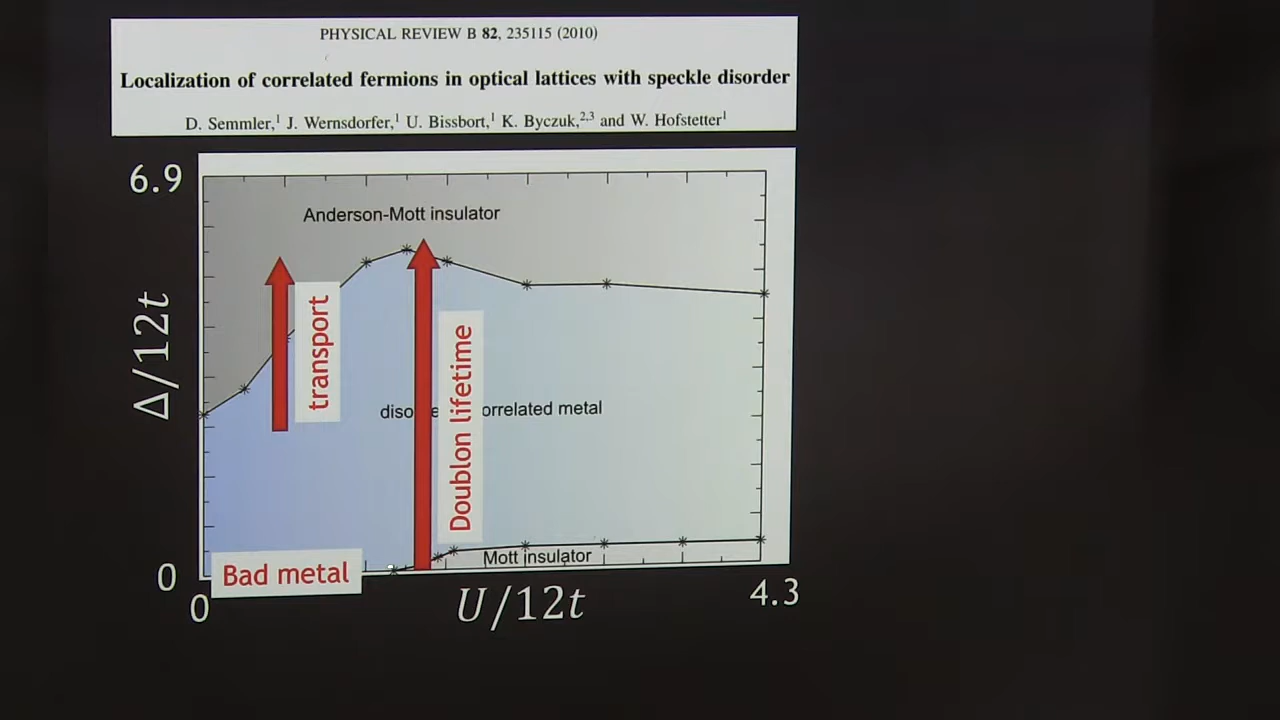 PHYSICAL REVIEW B 82, 235115 (2010)
Localization of correlated fermions in optical lattices with speckle disorder
D. Semmler,¹ J. Wernsdorfer,¹ U. Bissbort,¹ K. Byczuk,²,³ and W. Hofstetter¹
6.9
Anderson-Mott insulator
transport
Δ/12t
Doublon lifetime
metal
Mott insulator
0
Bad metal
0
U/12t
4.3